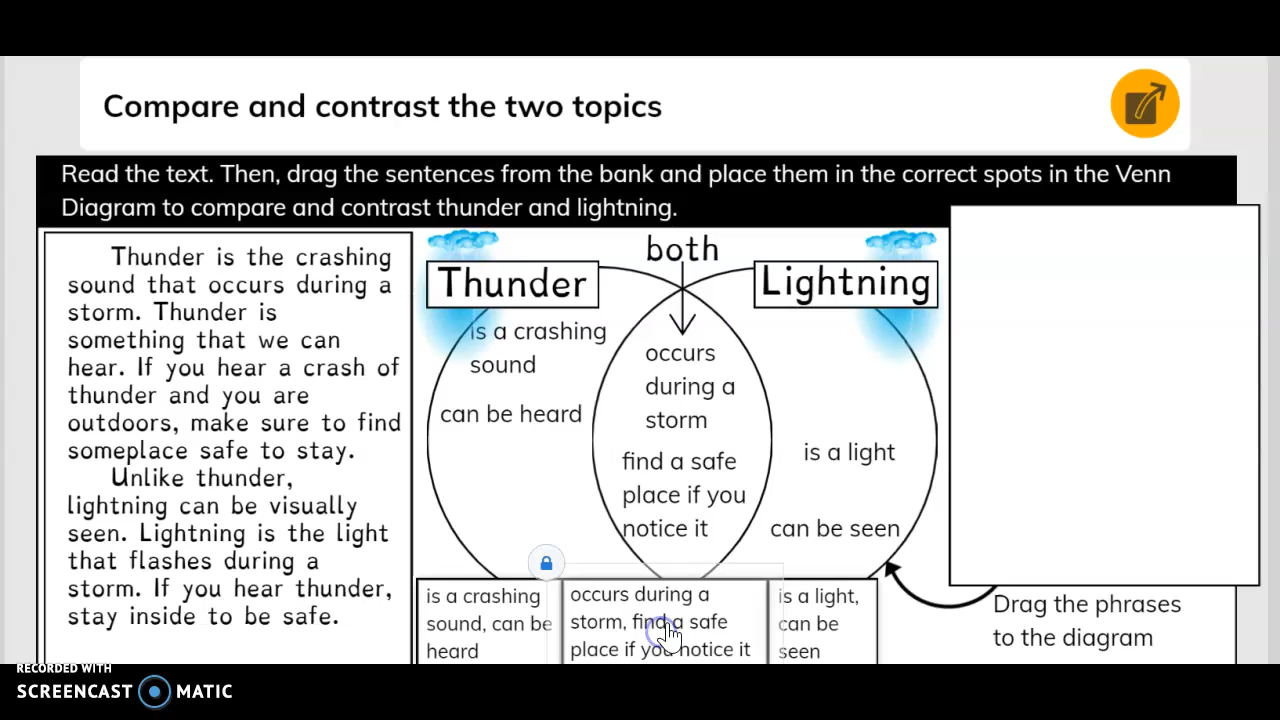 Compare and contrast the two topics
Read the text. Then, drag the sentences from the bank and place them in the correct spots in the Venn
Diagram to compare and contrast thunder and lightning.
Thunder is the crashing
sound that occurs during a
storm. Thunder is
something that we can
hear. If you hear a crash of
thunder and you are
outdoors, make sure to find
someplace safe to stay.
Unlike thunder,
lightning can be visually
seen. Lightning is the light
that flashes during a
storm. If you hear thunder,
stay inside to be safe.
both
Thunder
Lightning
is a crashing
sound
can be heard
occurs
during a
storm
find a safe
place if you
notice it
is a light
can be seen
is a crashing
sound, can be
heard
occurs during a
storm, find a safe
place if you notice it
is a light,
can be
seen
Drag the phrases
to the diagram
RECORDED WITH
SCREENCAST MATIC